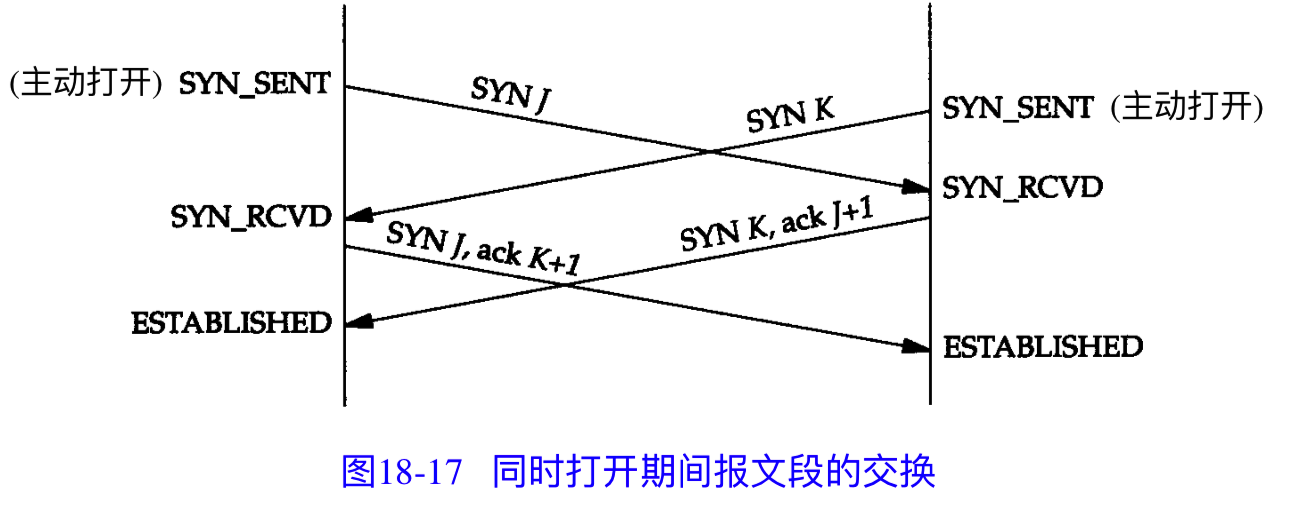 (主动打开) SYN_SENT
SYN J
SYN K
SYN_SENT (主动打开)
SYN_RCVD
SYN_RCVD
SYN J, ack K+1
SYN K, ack J+1
ESTABLISHED
ESTABLISHED
图18-17 同时打开期间报文段的交换